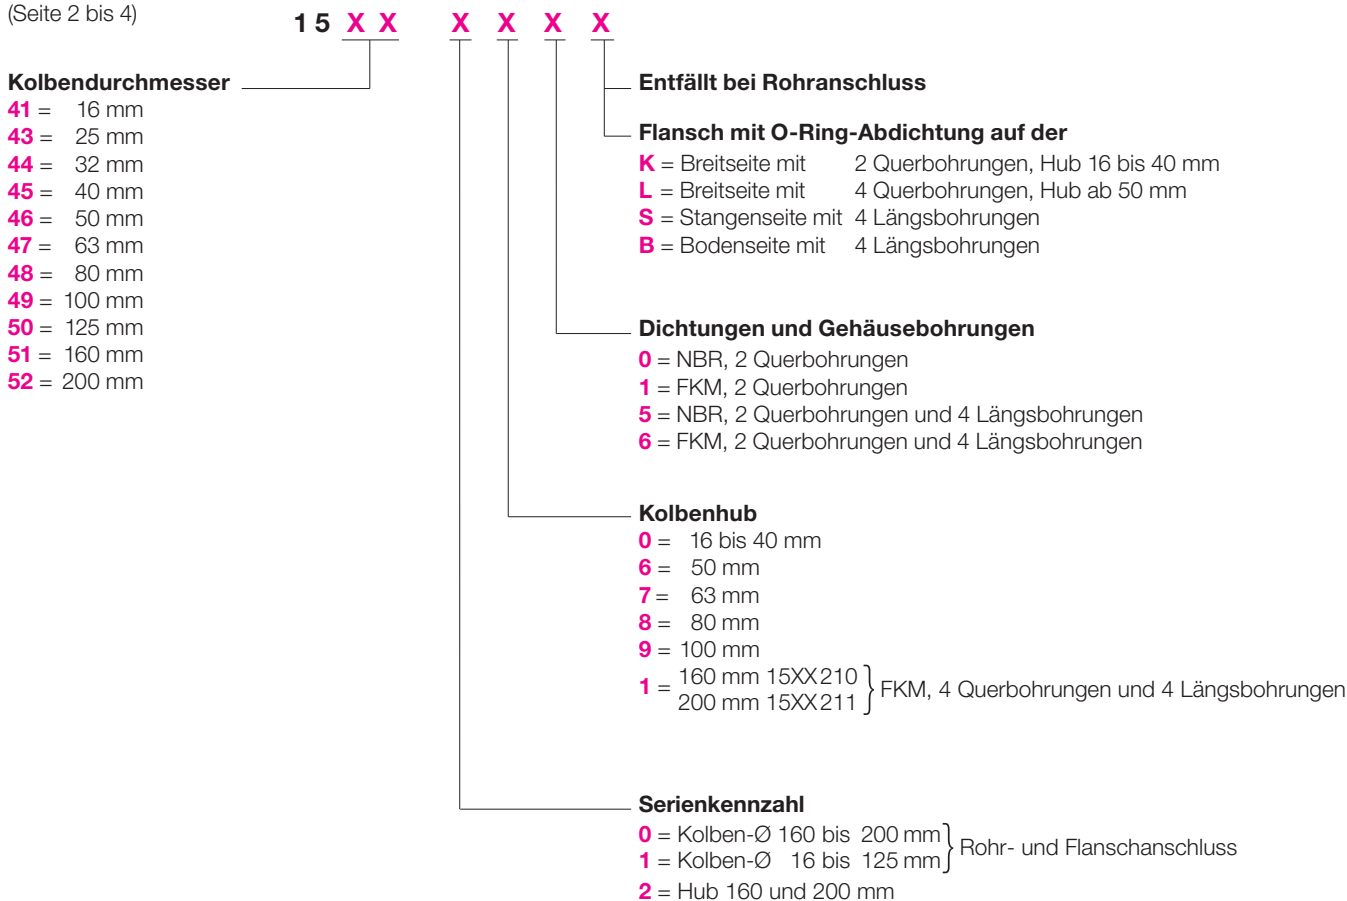 (Seite 2 bis 4)
1 5 X X X X X X
Kolbendurchmesser
41 = 16 mm
43 = 25 mm
44 = 32 mm
45 = 40 mm
46 = 50 mm
47 = 63 mm
48 = 80 mm
49 = 100 mm
50 = 125 mm
51 = 160 mm
52 = 200 mm
Entfällt bei Rohranschluss
Flansch mit O-Ring-Abdichtung auf der
K = Breitseite mit 2 Querbohrungen, Hub 16 bis 40 mm
L = Breitseite mit 4 Querbohrungen, Hub ab 50 mm
S = Stangenseite mit 4 Längsbohrungen
B = Bodenseite mit 4 Längsbohrungen
Dichtungen und Gehäusebohrungen
0 = NBR, 2 Querbohrungen
1 = FKM, 2 Querbohrungen
5 = NBR, 2 Querbohrungen und 4 Längsbohrungen
6 = FKM, 2 Querbohrungen und 4 Längsbohrungen
Kolbenhub
0 = 16 bis 40 mm
6 = 50 mm
7 = 63 mm
8 = 80 mm
9 = 100 mm
1 = 160 mm 15XX210
200 mm 15XX211
FKM, 4 Querbohrungen und 4 Längsbohrungen
Serienkennzahl
0 = Kolben-Ø 160 bis 200 mm
1 = Kolben-Ø 16 bis 125 mm
Rohr- und Flanschanschluss
2 = Hub 160 und 200 mm